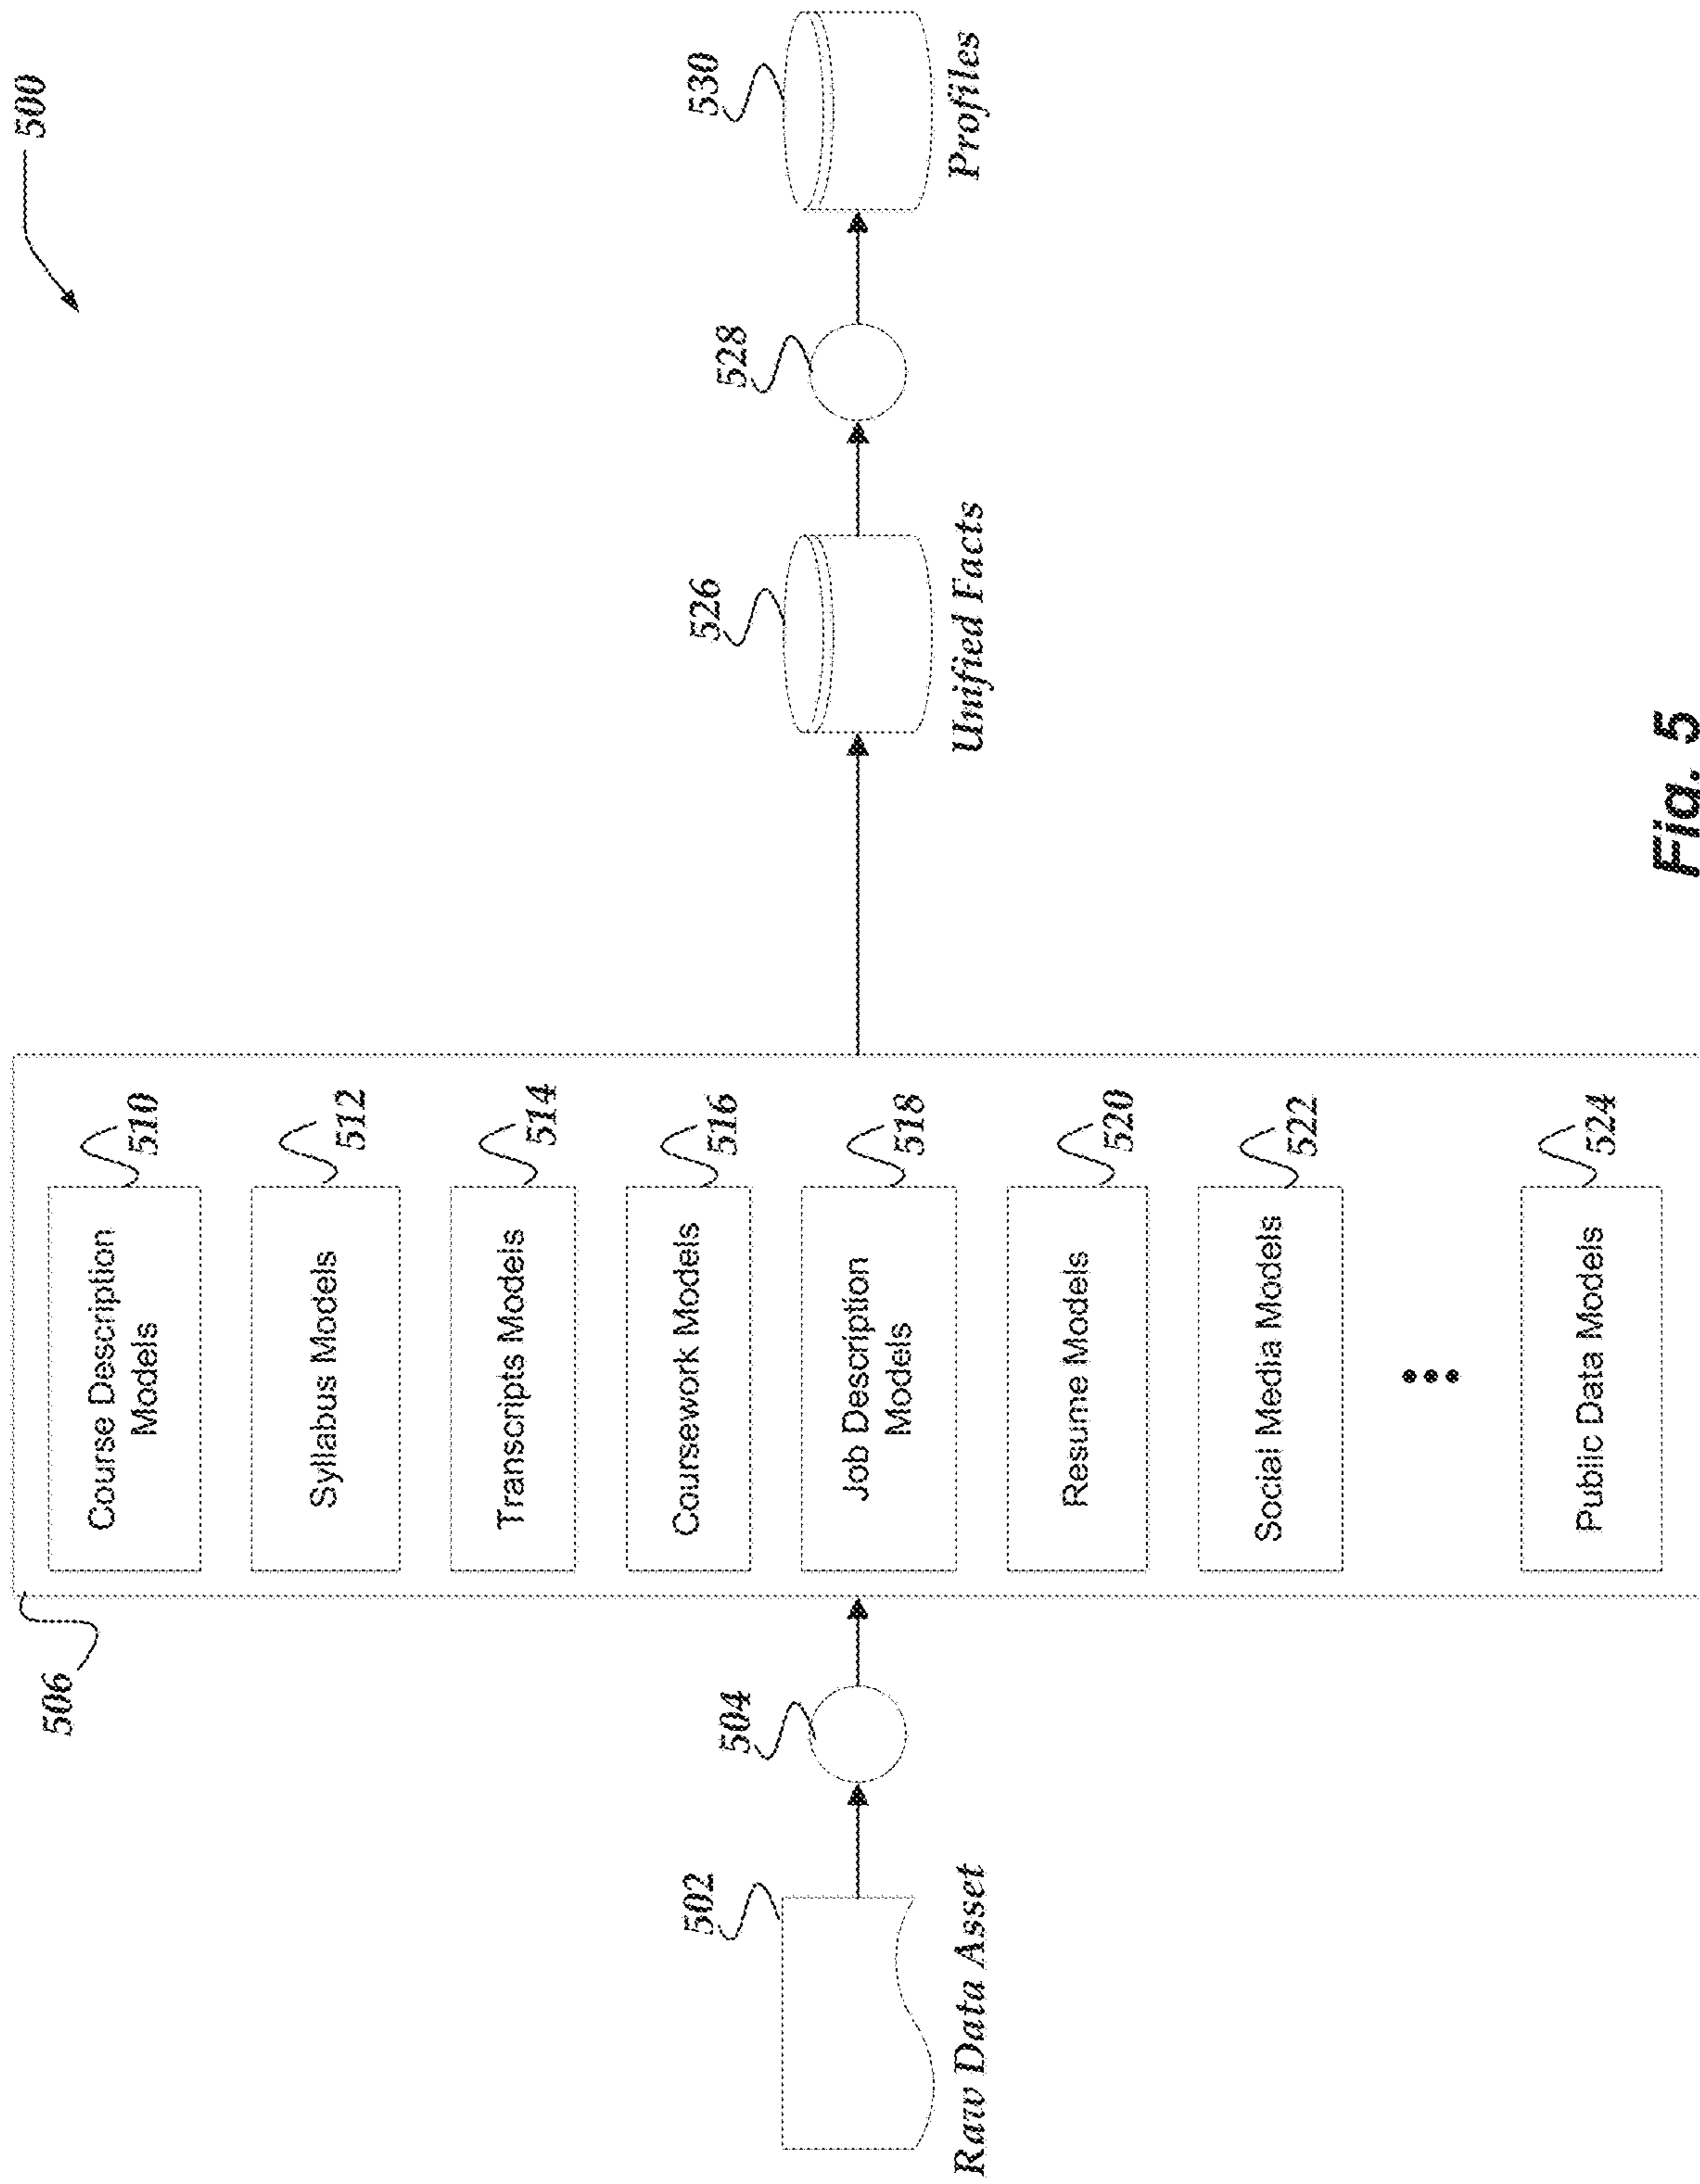 500
506
Course Description
Models
510
Syllabus Models
512
Transcripts Models
514
Coursework Models
516
Job Description
Models
518
Resume Models
520
Social Media Models
522
Public Data Models
524
502
Raw Data Asset
504
526
Unified Facts
528
530
Profiles
Fig. 5